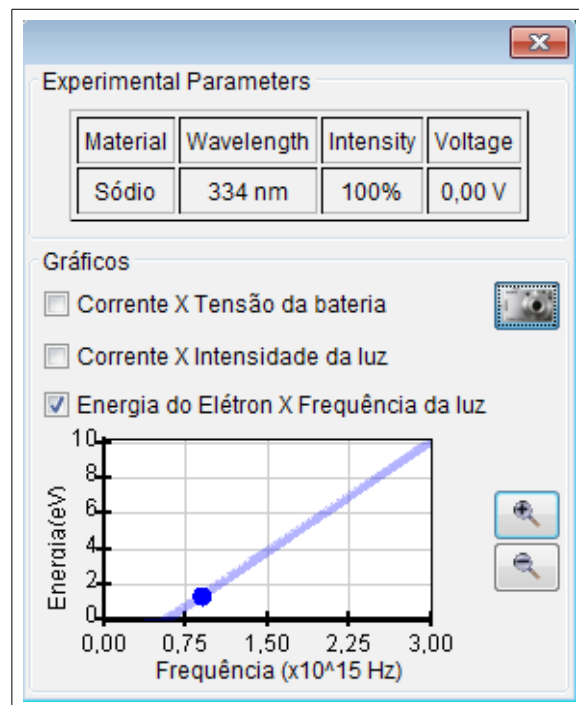 Experimental Parameters
Material Wavelength Intensity Voltage
Sódio 334 nm 100% 0,00 V
Gráficos
Corrente X Tensão da bateria
Corrente X Intensidade da luz
Energia do Elétron X Frequência da luz
Energia(eV)
10
8
6
4
2
0
0,00 0,75 1,50 2,25 3,00
Frequência (x10^15 Hz)